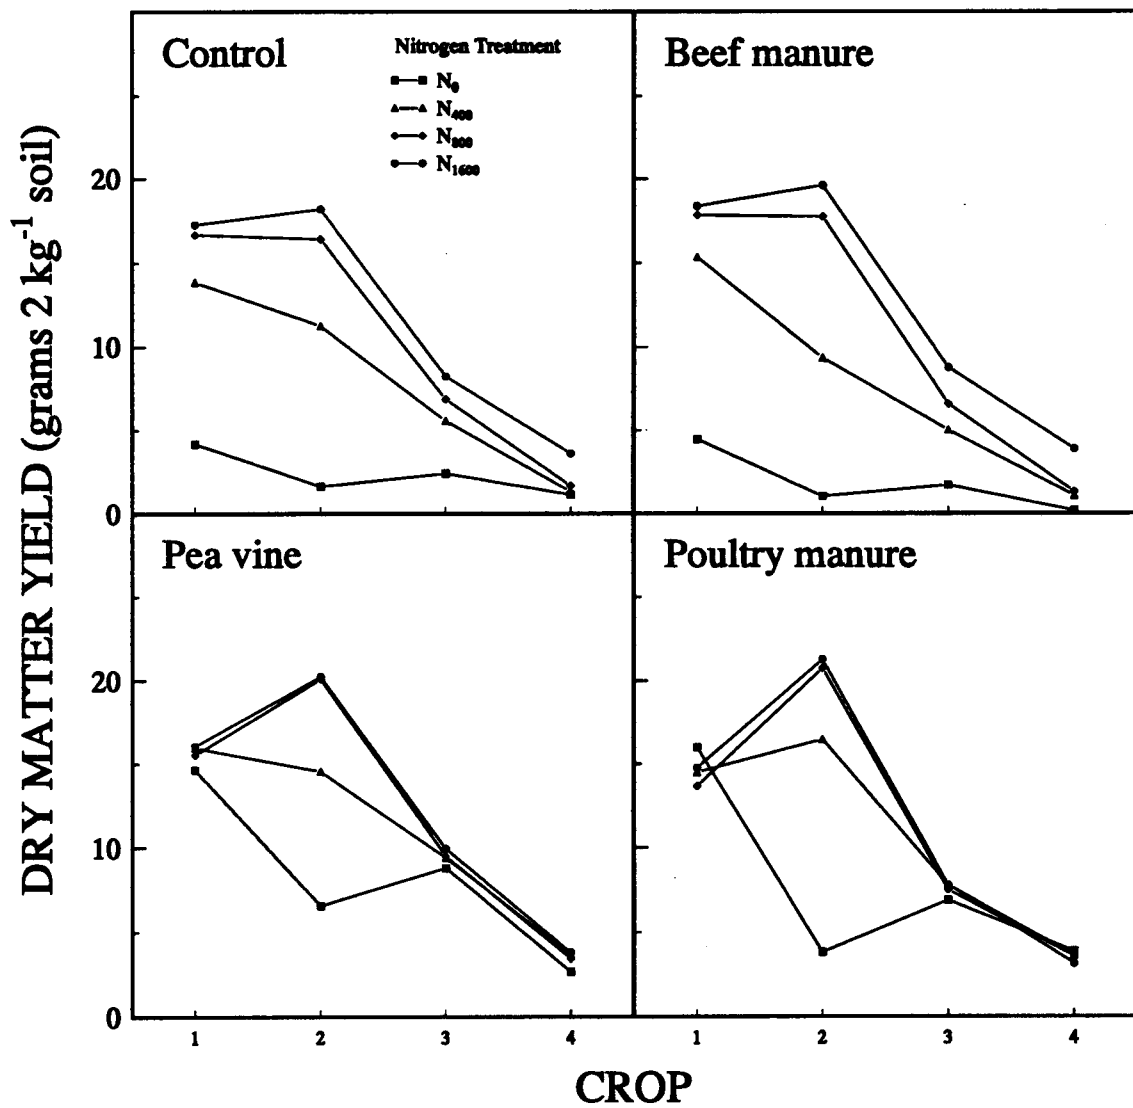 Control
Nitrogen Treatment
N₀
N₄₀₀
N₈₀₀
N₁₆₀₀
Beef manure
Pea vine
Poultry manure
DRY MATTER YIELD (grams 2 kg⁻¹ soil)
20
10
0
20
10
0
1 2 3 4
1 2 3 4
CROP